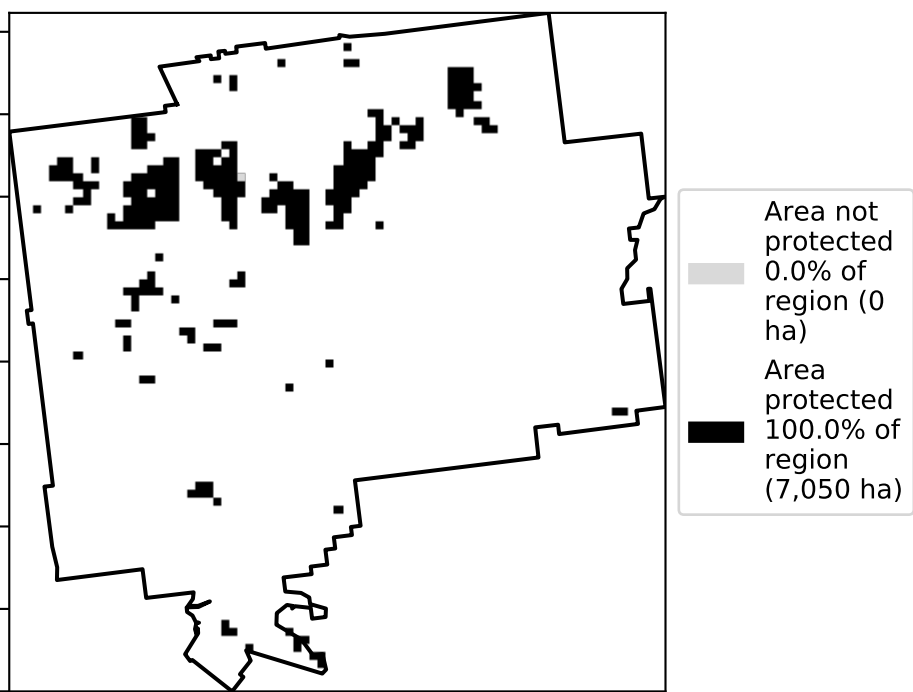 Area not
protected
0.0% of
region (0
ha)
Area
protected
100.0% of
region
(7,050 ha)